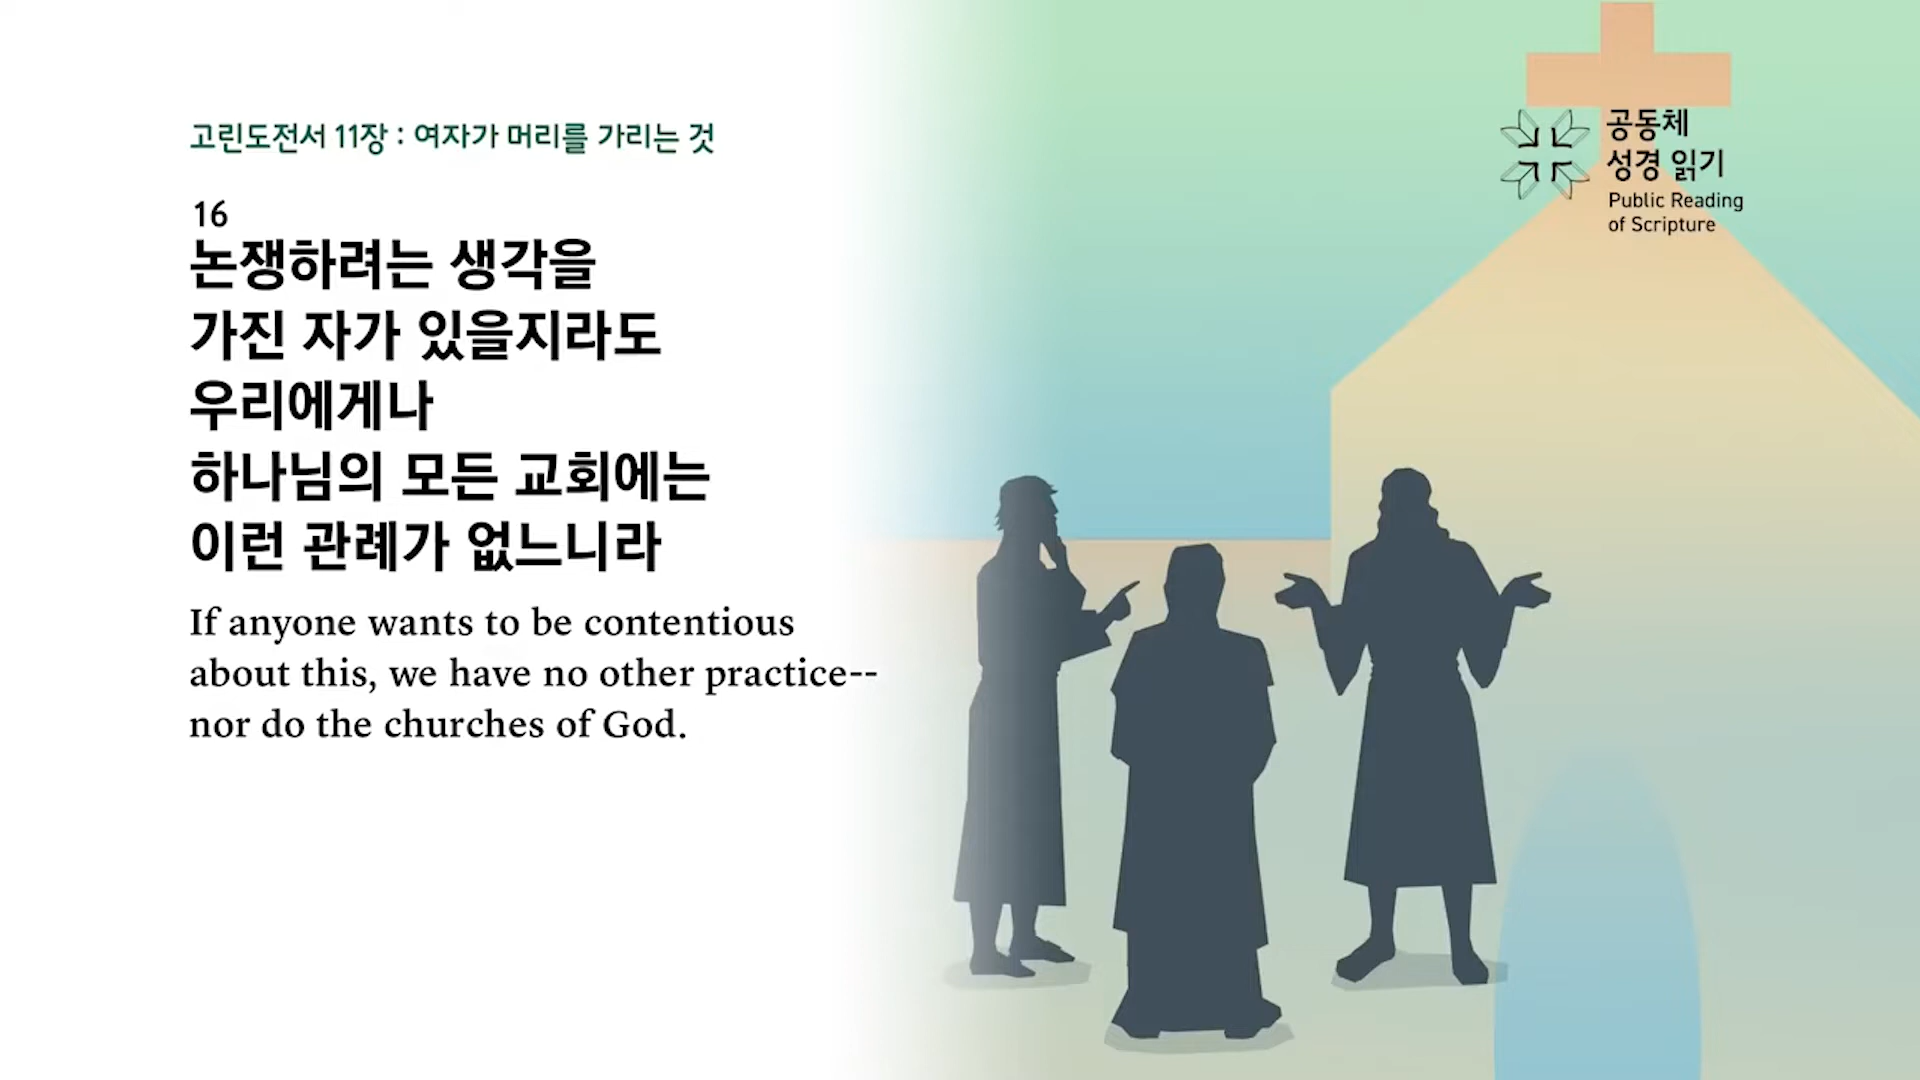 고린도전서 11장 : 여자가 머리를 가리는 것
16
논쟁하려는 생각을
가진 자가 있을지라도
우리에게나
하나님의 모든 교회에는
이런 관례가 없느니라
If anyone wants to be contentious
about this, we have no other practice--
nor do the churches of God.
공동체
성경 읽기
Public Reading
of Scripture